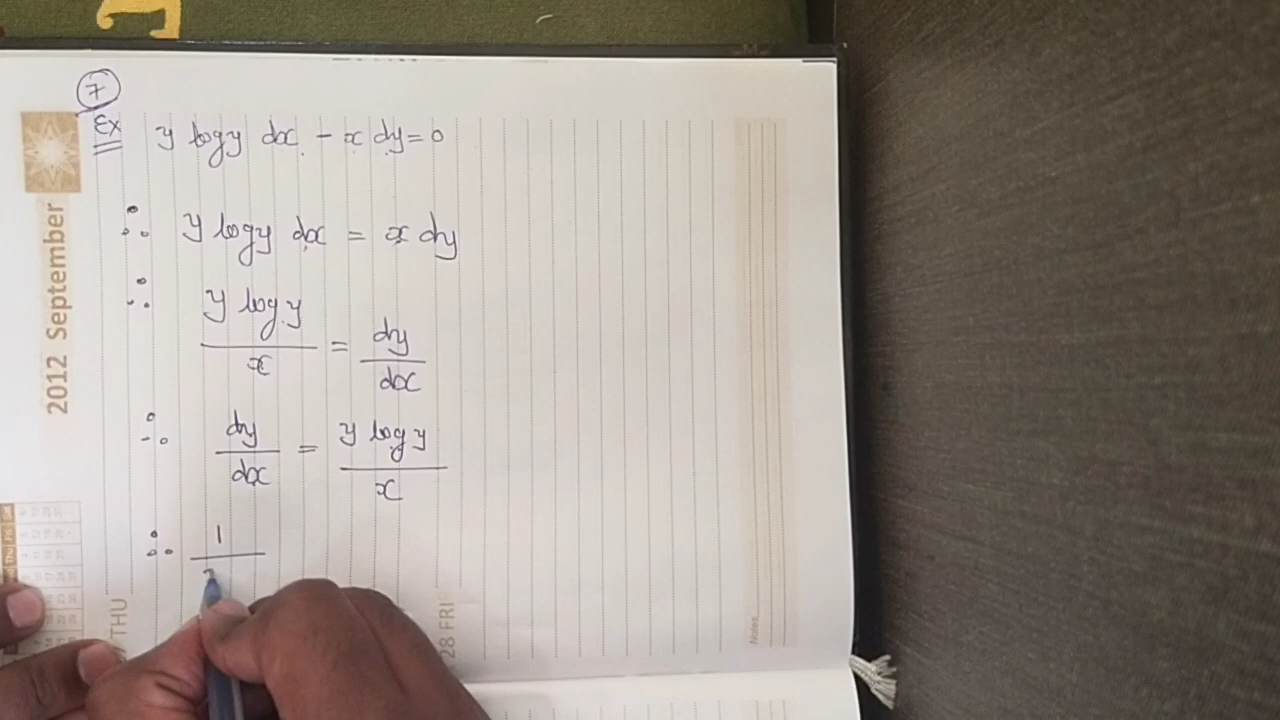 7
Ex y log y dx - x dy = 0
∴ y log y dx = x dy
∴ y log y / x = dy / dx
∴ dy / dx = y log y / x
∴ 1 /
2012 September
THU
28 FRI
Notes